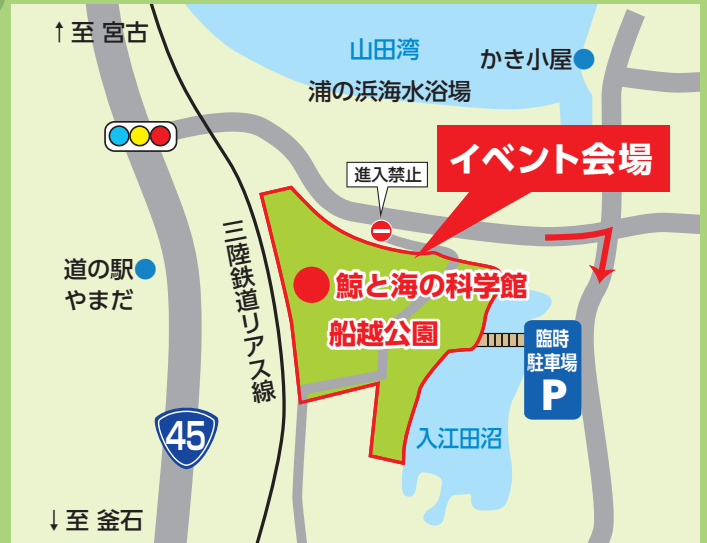 ↑至 宮古
山田湾
かき小屋
浦の浜海水浴場
イベント会場
進入禁止
道の駅
やまだ
三陸鉄道リアス線
鯨と海の科学館
船越公園
臨時
駐車場
P
45
入江田沼
↓至 釜石